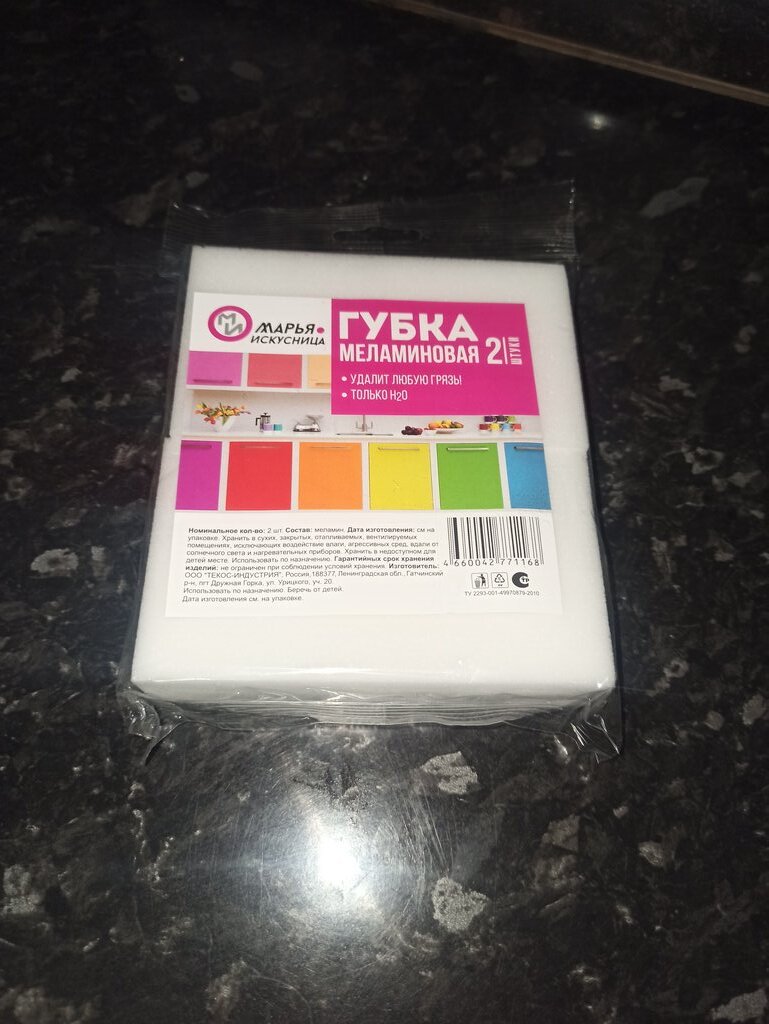 МИ
МАРЬЯ
ИСКУСНИЦА
ГУБКА
МЕЛАМИНОВАЯ 2 ШТУКИ
• УДАЛИТ ЛЮБУЮ ГРЯЗЬ!
• ТОЛЬКО H2O
Номинальное кол-во: 2 шт. Состав: меламин. Дата изготовления: см на
упаковке. Хранить в сухих, закрытых, отапливаемых, вентилируемых
помещениях, исключающих воздействие влаги, агрессивных сред, вдали от
солнечного света и нагревательных приборов. Хранить в недоступном для
детей месте. Использовать по назначению. Гарантийных срок хранения
изделий: не ограничен при соблюдении условий хранения. Изготовитель:
ООО "ТЕКОС-ИНДУСТРИЯ", Россия,188377, Ленинградская обл., Гатчинский
р-н, пгт Дружная Горка, ул. Урицкого, уч. 20.
Использовать по назначению. Беречь от детей.
Дата изготовления см. на упаковке.
4 660042 771168
ТУ 2293-001-49970879-2010